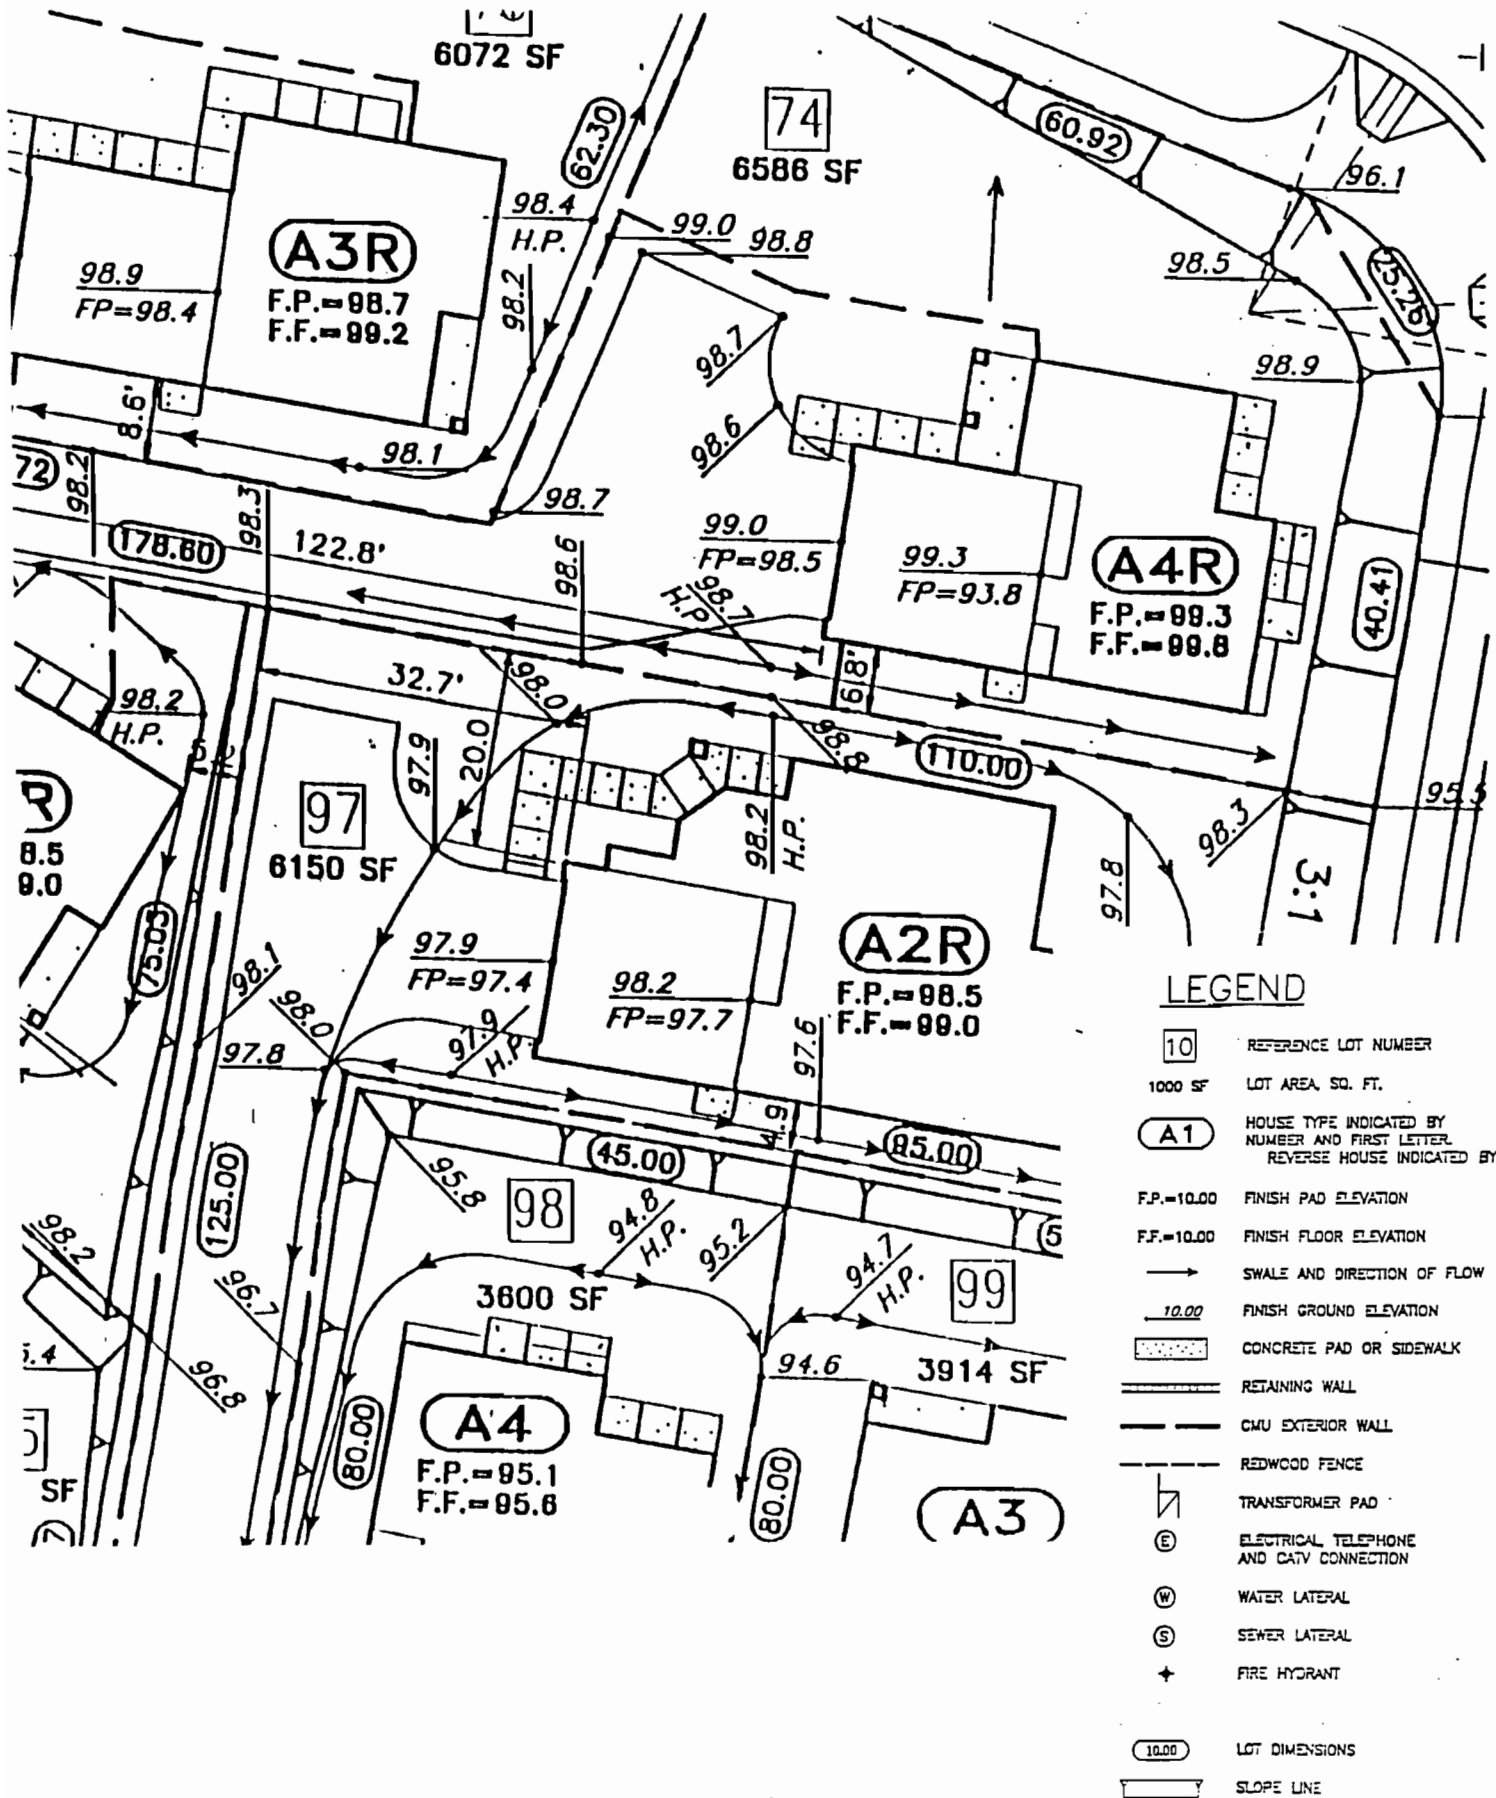 6072 SF
74
6586 SF
62.30
60.92
96.1
A3R
F.P.=98.7
F.F.=99.2
98.9
FP=98.4
98.4
H.P.
98.2
99.0
98.8
98.5
25.26
98.9
98.7
98.6
8.6'
98.1
98.7
72
98.2
178.60
98.3
122.8'
98.6
98.7
H.P
99.0
FP=98.5
99.3
FP=93.8
A4R
F.P.=99.3
F.F.=99.8
40.41
6.8'
32.7'
98.0
20.0
98.2
H.P.
97.9
110.00
95.5
98.3
97.8
3:1
98.2
H.P.
97
6150 SF
R
8.5
9.0
75.05
98.1
98.0
97.8
97.9
FP=97.4
98.2
FP=97.7
A2R
F.P.=98.5
F.F.=99.0
97.9
H.P.
97.6
4.9
45.00
85.00
95.8
98
94.8
H.P.
95.2
94.7
H.P.
99
125.00
98.2
96.7
3600 SF
3914 SF
94.6
5.4
96.8
SF
80.00
A4
F.P.=95.1
F.F.=95.6
80.00
A3
LEGEND
10 REFERENCE LOT NUMBER
1000 SF LOT AREA, SQ. FT.
A1 HOUSE TYPE INDICATED BY
NUMBER AND FIRST LETTER.
REVERSE HOUSE INDICATED BY
F.P.=10.00 FINISH PAD ELEVATION
F.F.=10.00 FINISH FLOOR ELEVATION
SWALE AND DIRECTION OF FLOW
10.00 FINISH GROUND ELEVATION
CONCRETE PAD OR SIDEWALK
RETAINING WALL
CMU EXTERIOR WALL
REDWOOD FENCE
TRANSFORMER PAD
E ELECTRICAL, TELEPHONE
AND CATV CONNECTION
W WATER LATERAL
S SEWER LATERAL
FIRE HYDRANT
10.00 LOT DIMENSIONS
SLOPE LINE